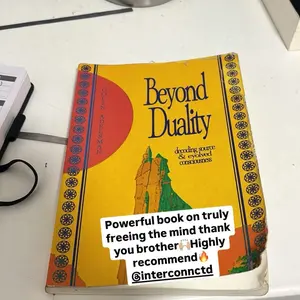 Beyond
Duality
decoding source
& evolved
consciousness
Powerful book on truly
freeing the mind thank
you brother🙌🏻Highly
recommend🔥
@interconnctd